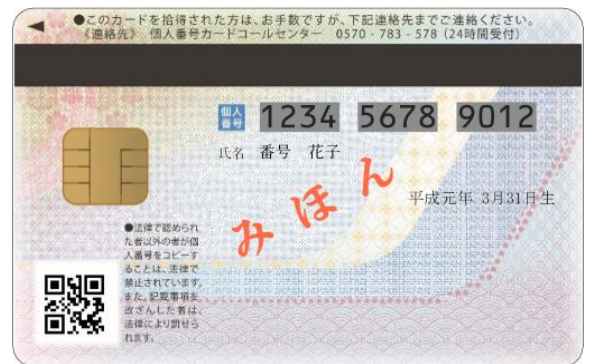 ●このカードを拾得された方は、お手数ですが、下記連絡先までご連絡ください。
《連絡先》 個人番号カードコールセンター 0570-783-578（24時間受付）
個人番号 1234 5678 9012
氏名 番号 花子
平成元年 3月31日生
みほん
●法律で認められ
た者以外の者が個
人番号をコピーす
ることは、法律で
禁止されています。
また、記載事項を
改ざんした者は、
法律により罰せら
れます。